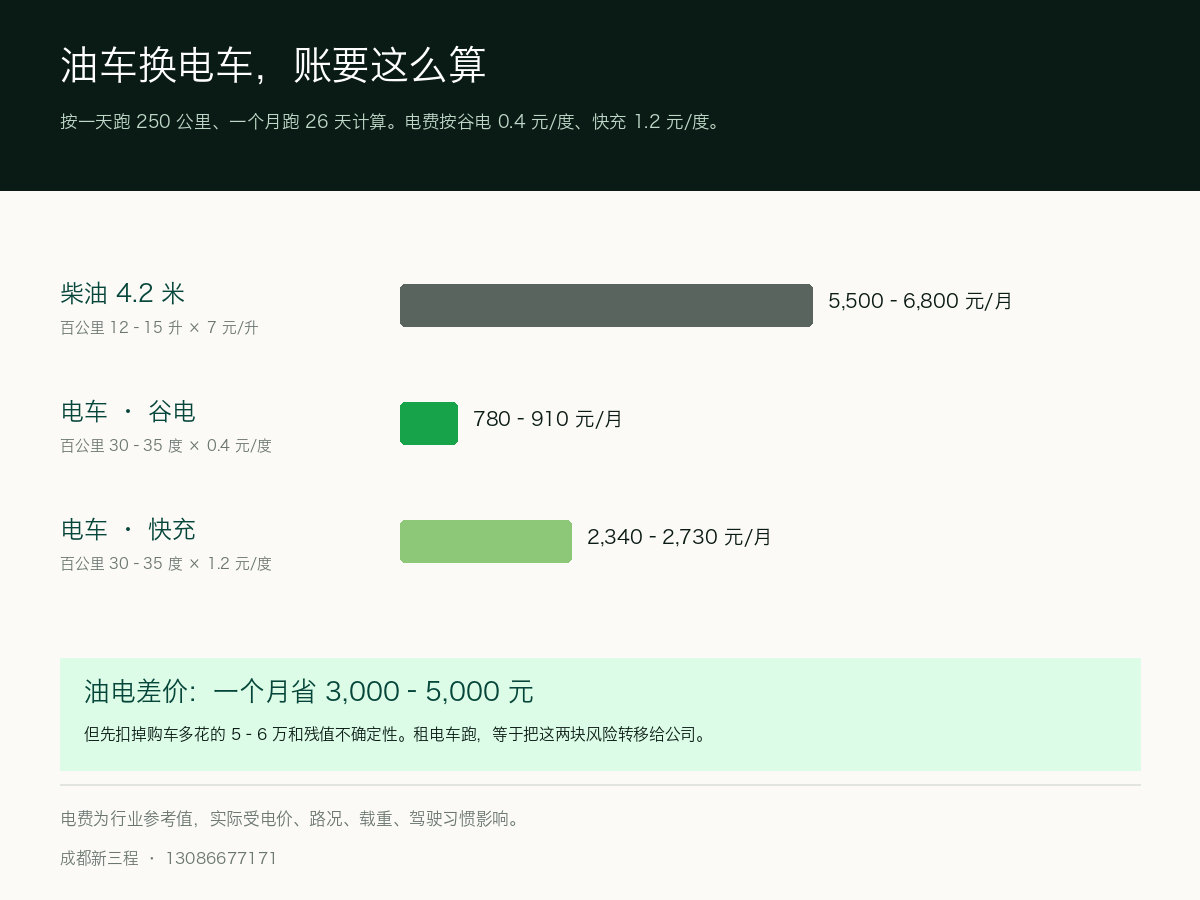 油车换电车，账要这么算
按一天跑 250 公里、一个月跑 26 天计算。电费按谷电 0.4 元/度、快充 1.2 元/度。
柴油 4.2 米
5,500 - 6,800 元/月
百公里 12 - 15 升 × 7 元/升
电车 · 谷电
780 - 910 元/月
百公里 30 - 35 度 × 0.4 元/度
电车 · 快充
2,340 - 2,730 元/月
百公里 30 - 35 度 × 1.2 元/度
油电差价：一个月省 3,000 - 5,000 元
但先扣掉购车多花的 5 - 6 万和残值不确定性。租电车跑，等于把这两块风险转移给公司。
电费为行业参考值，实际受电价、路况、载重、驾驶习惯影响。
成都新三程 · 13086677171